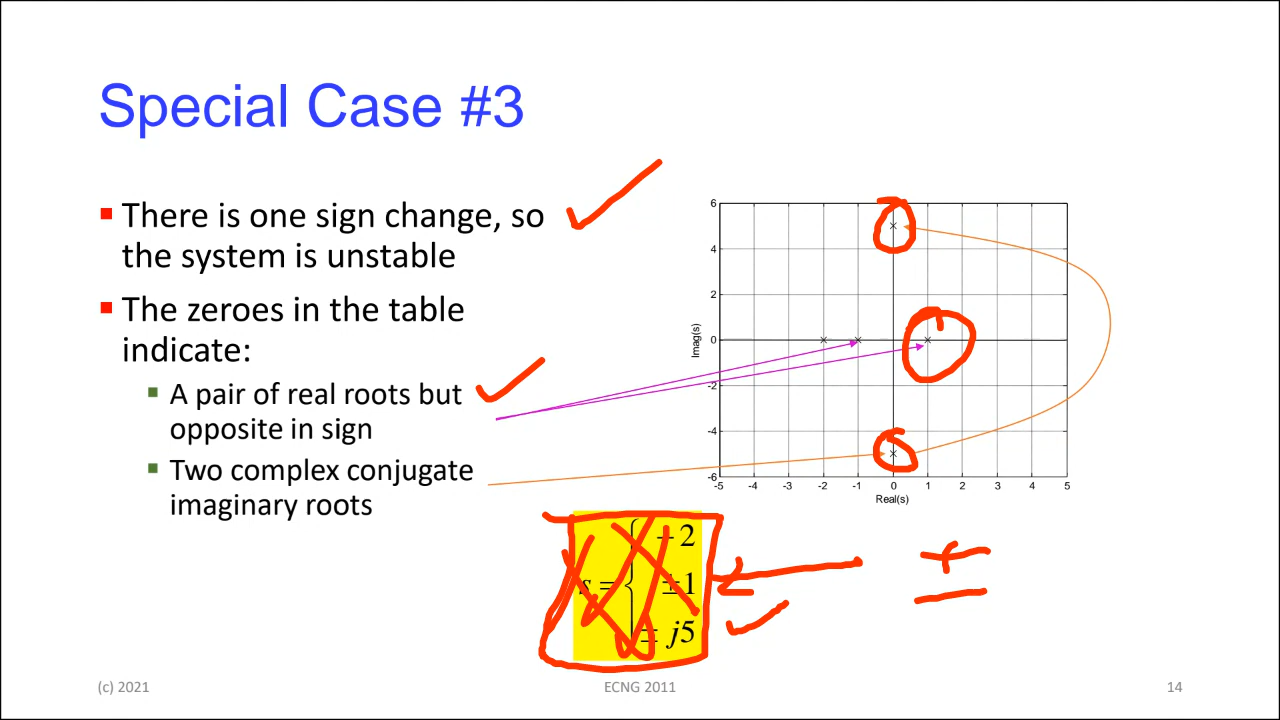 Special Case #3
There is one sign change, so
the system is unstable
The zeroes in the table
indicate:
A pair of real roots but
opposite in sign
Two complex conjugate
imaginary roots
6
4
2
0
-2
-4
-6
Imag(s)
-5 -4 -3 -2 -1 0 1 2 3 4 5
Real(s)
- 2
s = { ±1
± j5
±
(c) 2021
ECNG 2011
14